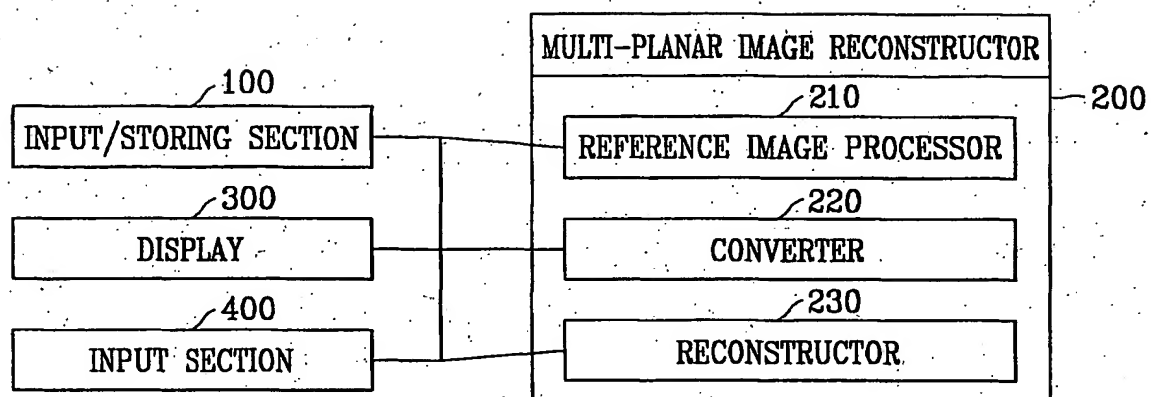 MULTI-PLANAR IMAGE RECONSTRUCTOR
200
100
INPUT/STORING SECTION
210
REFERENCE IMAGE PROCESSOR
300
DISPLAY
220
CONVERTER
400
INPUT SECTION
230
RECONSTRUCTOR